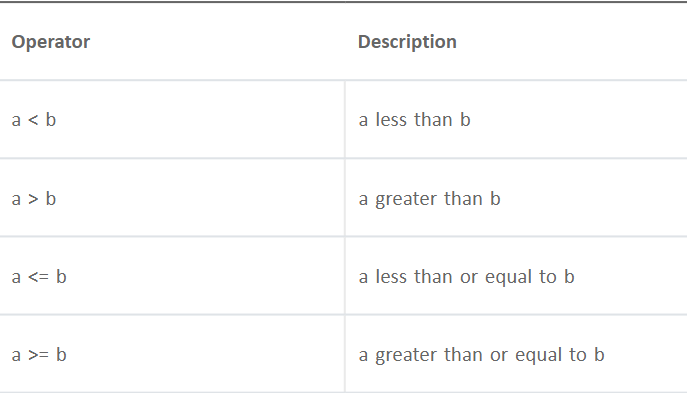 Operator Description
a < b a less than b
a > b a greater than b
a <= b a less than or equal to b
a >= b a greater than or equal to b